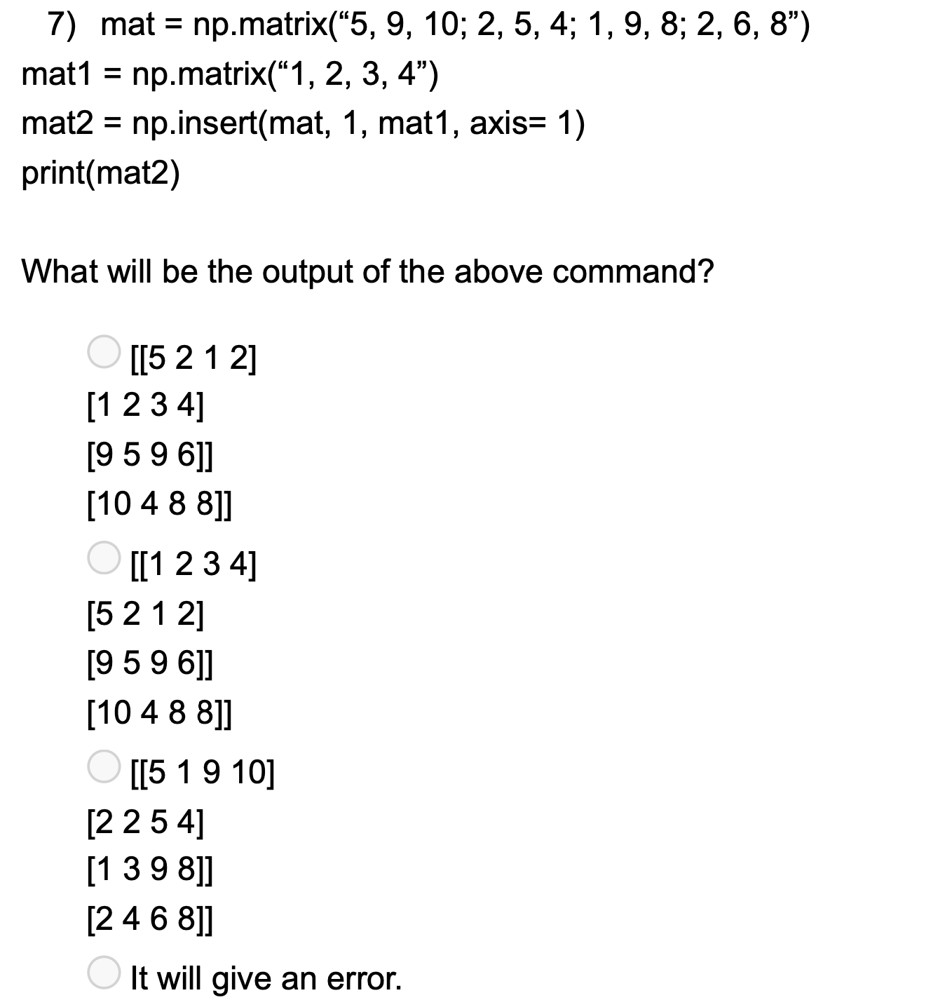 7) mat = np.matrix(“5, 9, 10; 2, 5, 4; 1, 9, 8; 2, 6, 8”)
mat1 = np.matrix(“1, 2, 3, 4”)
mat2 = np.insert(mat, 1, mat1, axis= 1)
print(mat2)
What will be the output of the above command?
[[5 2 1 2]
[1 2 3 4]
[9 5 9 6]]
[10 4 8 8]]
[[1 2 3 4]
[5 2 1 2]
[9 5 9 6]]
[10 4 8 8]]
[[5 1 9 10]
[2 2 5 4]
[1 3 9 8]]
[2 4 6 8]]
It will give an error.